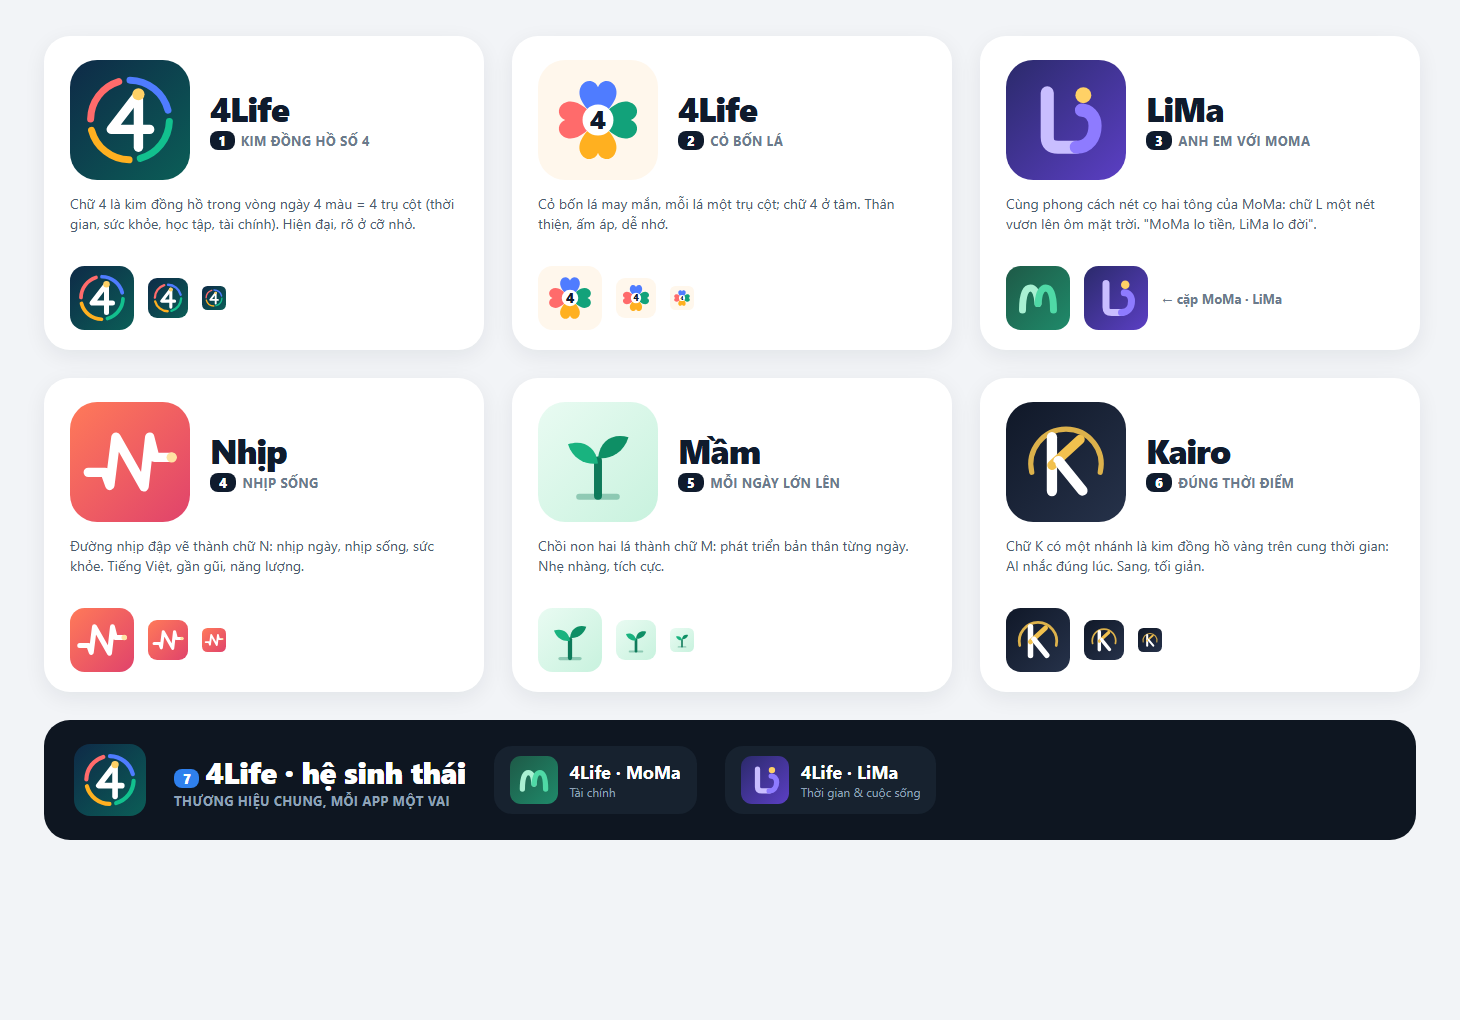 4Life
1 KIM ĐỒNG HỒ SỐ 4
Chữ 4 là kim đồng hồ trong vòng ngày 4 màu = 4 trụ cột (thời
gian, sức khỏe, học tập, tài chính). Hiện đại, rõ ở cỡ nhỏ.
4
4Life
2 CỎ BỐN LÁ
Cỏ bốn lá may mắn, mỗi lá một trụ cột; chữ 4 ở tâm. Thân
thiện, ấm áp, dễ nhớ.
4 4 4
LiMa
3 ANH EM VỚI MOMA
Cùng phong cách nét cọ hai tông của MoMa: chữ L một nét
vươn lên ôm mặt trời. "MoMa lo tiền, LiMa lo đời".
← cặp MoMa · LiMa
Nhịp
4 NHỊP SỐNG
Đường nhịp đập vẽ thành chữ N: nhịp ngày, nhịp sống, sức
khỏe. Tiếng Việt, gần gũi, năng lượng.
Mầm
5 MỖI NGÀY LỚN LÊN
Chồi non hai lá thành chữ M: phát triển bản thân từng ngày.
Nhẹ nhàng, tích cực.
Kairo
6 ĐÚNG THỜI ĐIỂM
Chữ K có một nhánh là kim đồng hồ vàng trên cung thời gian:
AI nhắc đúng lúc. Sang, tối giản.
7 4Life · hệ sinh thái
THƯƠNG HIỆU CHUNG, MỖI APP MỘT VAI
4Life · MoMa
Tài chính
4Life · LiMa
Thời gian & cuộc sống